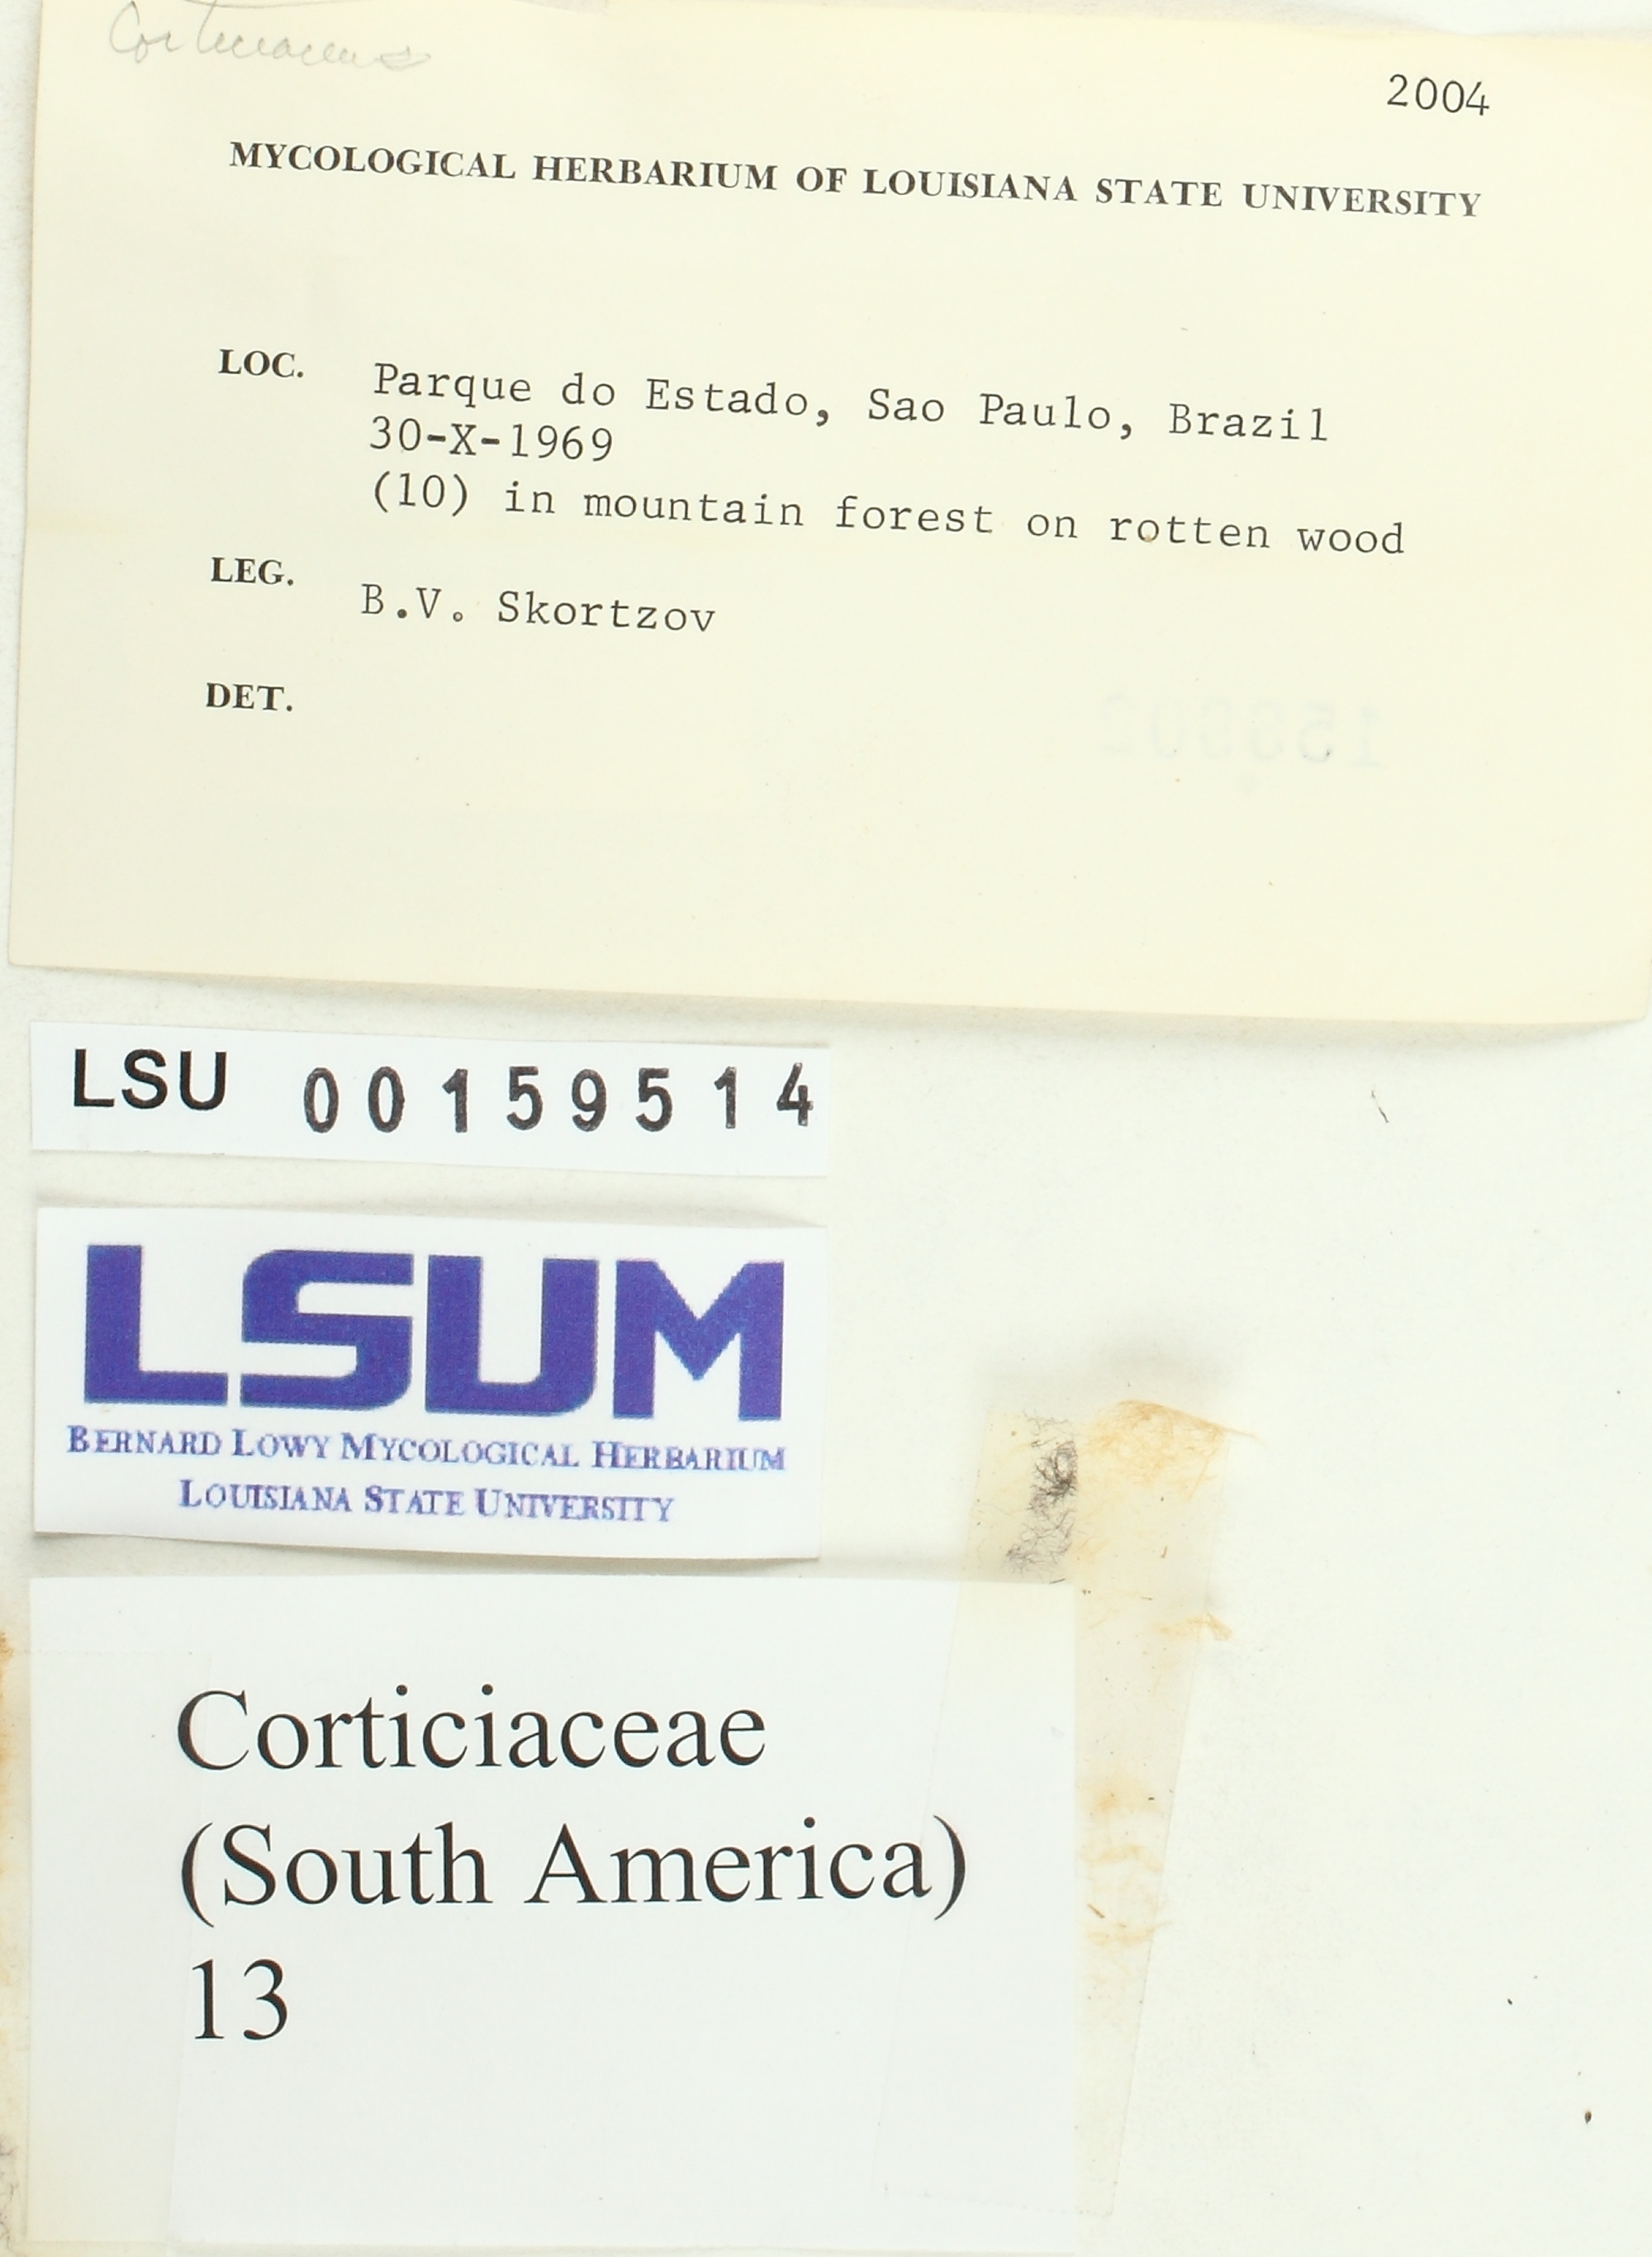 2004
MYCOLOGICAL HERBARIUM OF LOUISIANA STATE UNIVERSITY
LOC. Parque do Estado, Sao Paulo, Brazil
30-X-1969
(10) in mountain forest on rotten wood
LEG. B.V. Skortzov
DET.
LSU 00159514
LSUM
BERNARD LOWY MYCOLOGICAL HERBARIUM
LOUISIANA STATE UNIVERSITY
Corticiaceae
(South America)
13